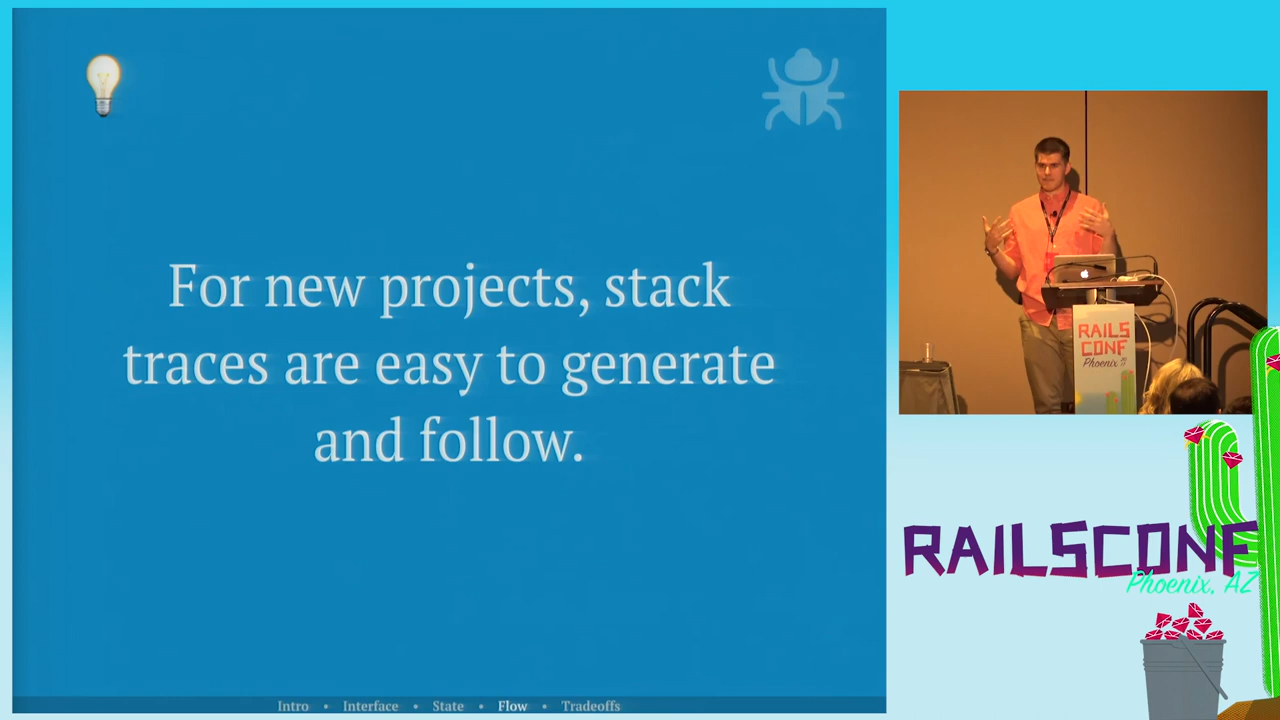 For new projects, stack
traces are easy to generate
and follow.
Intro • Interface • State • Flow • Tradeoffs
RAILS
CONF
Phoenix
RAILSCONF
Phoenix, AZ